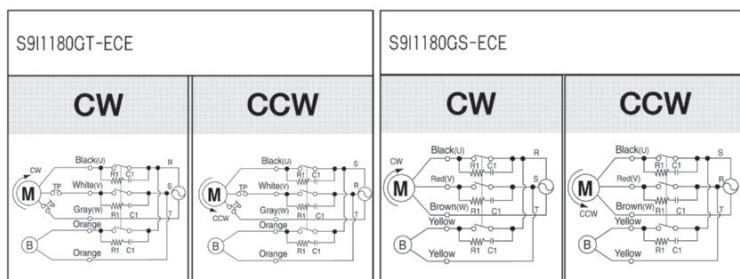 S9I1180GT-ECE
S9I1180GS-ECE
CW
CCW
CW
CCW
CW
M
TP
TP
Black(U)
White(V)
Gray(W)
R1 C1
R1 C1
R
S
T
B
Orange
Orange
R1 C1
M
CCW
TP
TP
Black(U)
White(V)
Gray(W)
R1 C1
R1 C1
S
R
T
B
Orange
Orange
R1 C1
CW
M
Black(U)
Red(V)
Brown(W)
R1 C1
R1 C1
R
S
T
B
Yellow
Yellow
R1 C1
M
CCW
Black(U)
Red(V)
Brown(W)
R1 C1
R1 C1
S
R
T
B
Yellow
Yellow
R1 C1